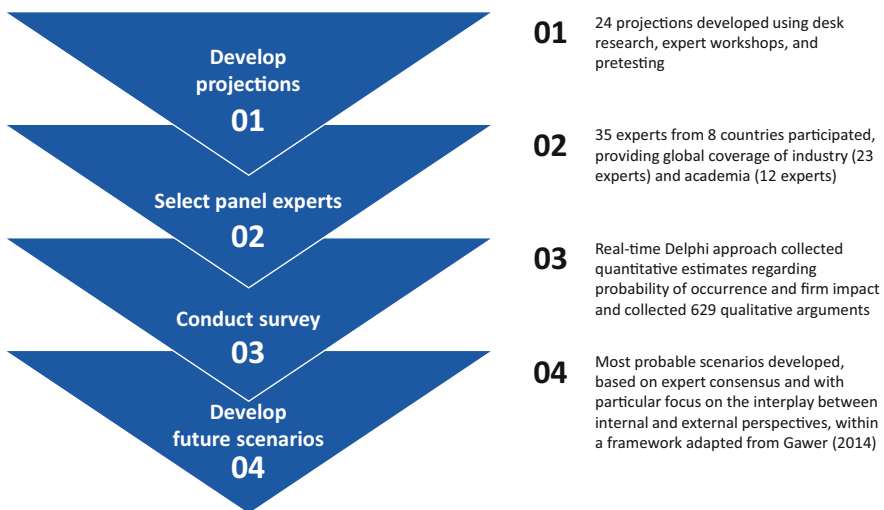 Develop
projections
01
Select panel experts
02
Conduct survey
03
Develop
future scenarios
04
01
24 projections developed using desk
research, expert workshops, and
pretesting
02
35 experts from 8 countries participated,
providing global coverage of industry (23
experts) and academia (12 experts)
03
Real-time Delphi approach collected
quantitative estimates regarding
probability of occurrence and firm impact
and collected 629 qualitative arguments
04
Most probable scenarios developed,
based on expert consensus and with
particular focus on the interplay between
internal and external perspectives, within
a framework adapted from Gawer (2014)